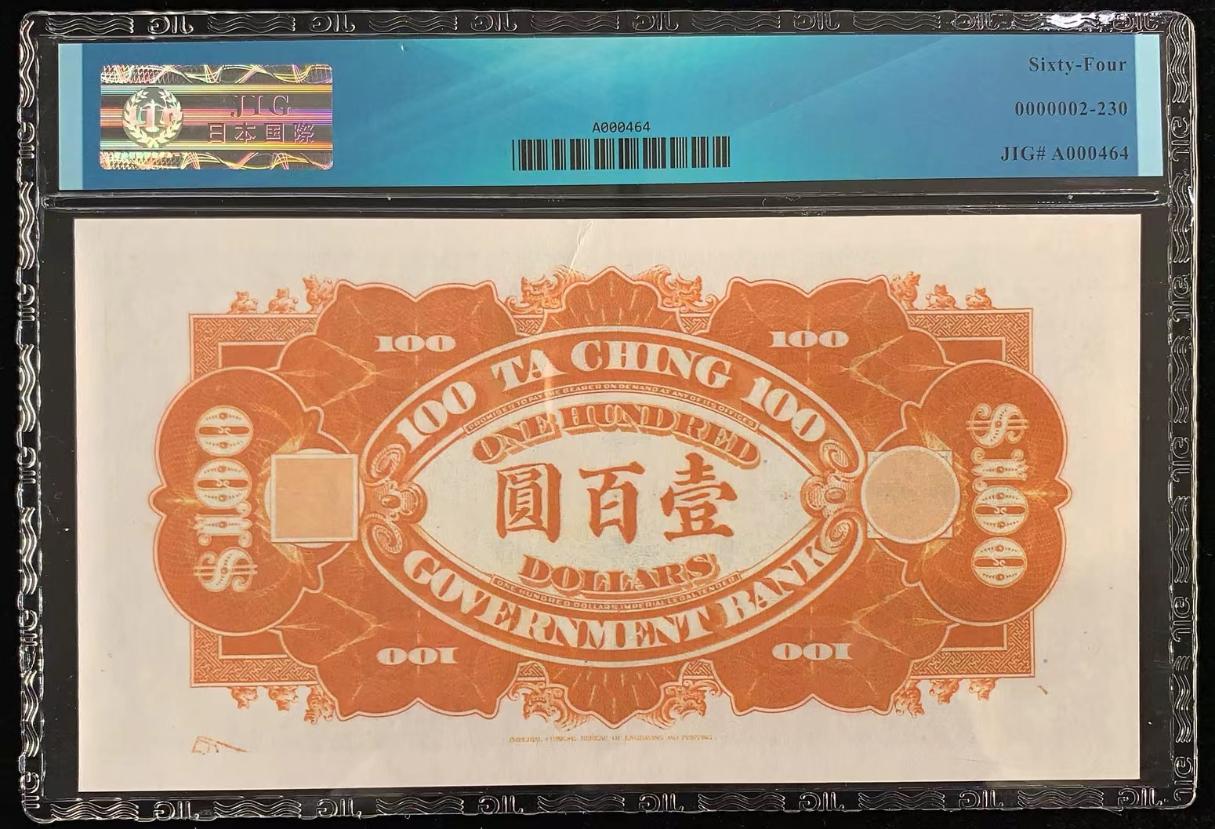 JIG
日本国際
A000464
Sixty-Four
0000002-230
JIG# A000464
100
100
100 TA CHING 100
PROMISES TO PAY THE BEARER ON DEMAND AT ANY OF ITS OFFICES
ONE HUNDRED
圓百壹
DOLLARS
ONE HUNDRED DOLLARS IMPERIAL LEGAL TENDER
GOVERNMENT BANK
$100
$100
100
100
IMPERIAL CHINESE BUREAU OF ENGRAVING AND PRINTING